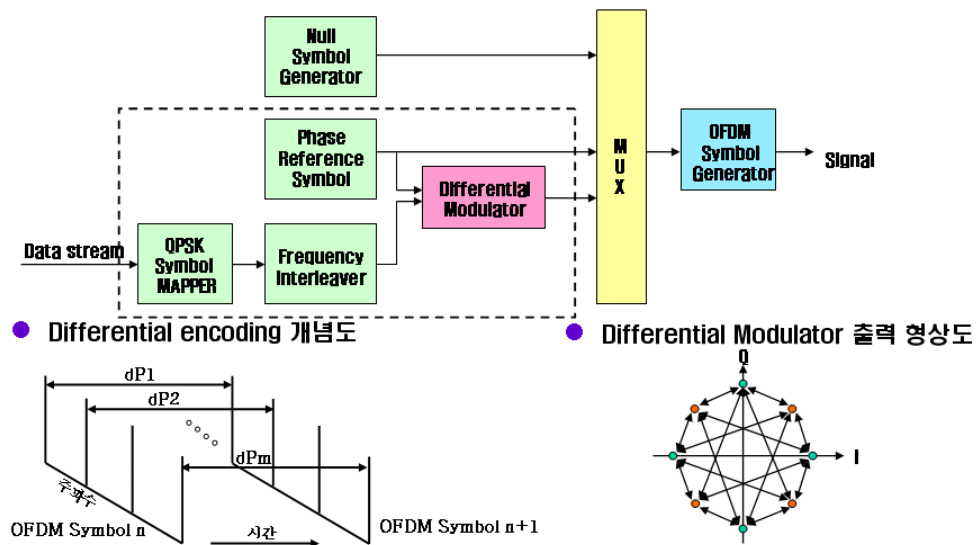 Null
Symbol
Generator
Phase
Reference
Symbol
Differential
Modulator
M
U
X
OFDM
Symbol
Generator
Signal
Data stream
QPSK
Symbol
MAPPER
Frequency
Interleaver
Differential encoding 개념도
Differential Modulator 출력 형상도
dP1
dP2
dPm
주파수
OFDM Symbol n
시간
OFDM Symbol n+1
Q
I